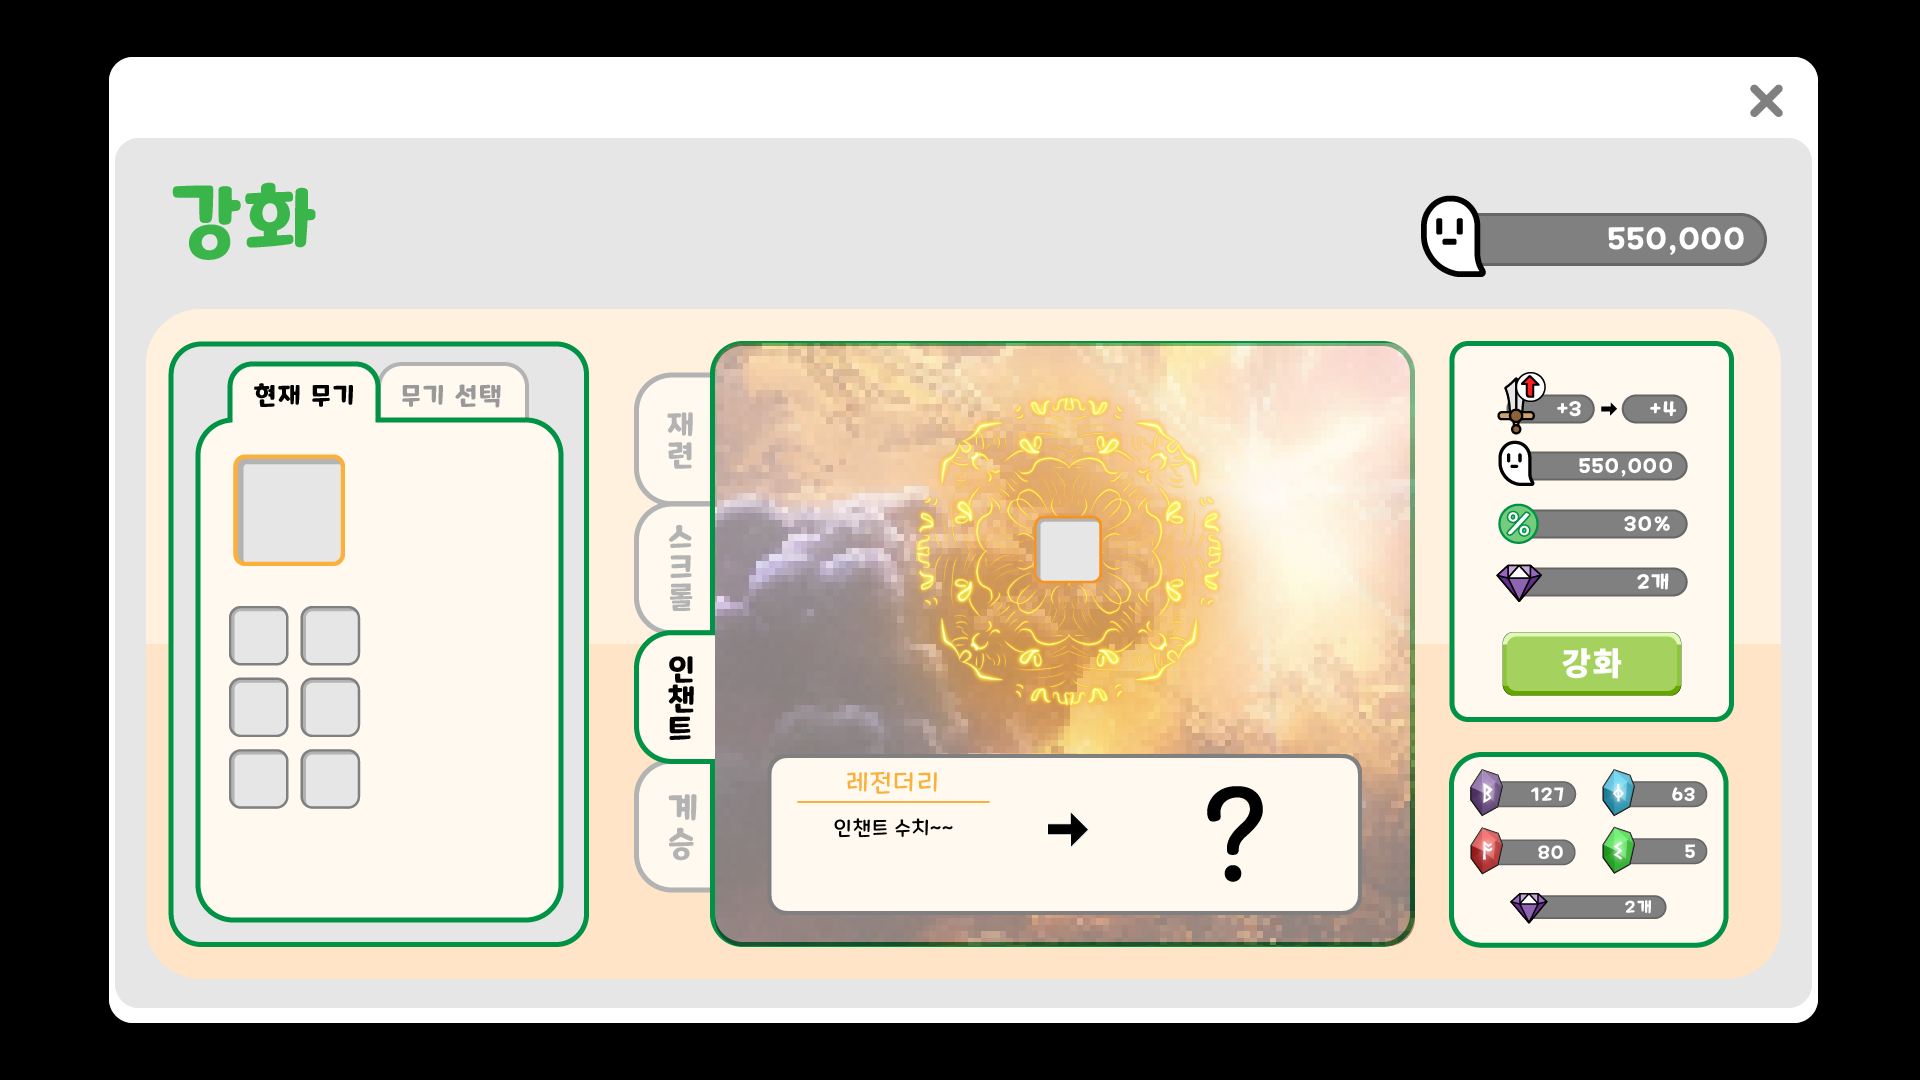 강화
550,000
현재 무기
무기 선택
재련
스크롤
인챈트
계승
레전더리
인챈트 수치~~
?
+3
+4
550,000
30%
2개
강화
127
63
80
5
2개